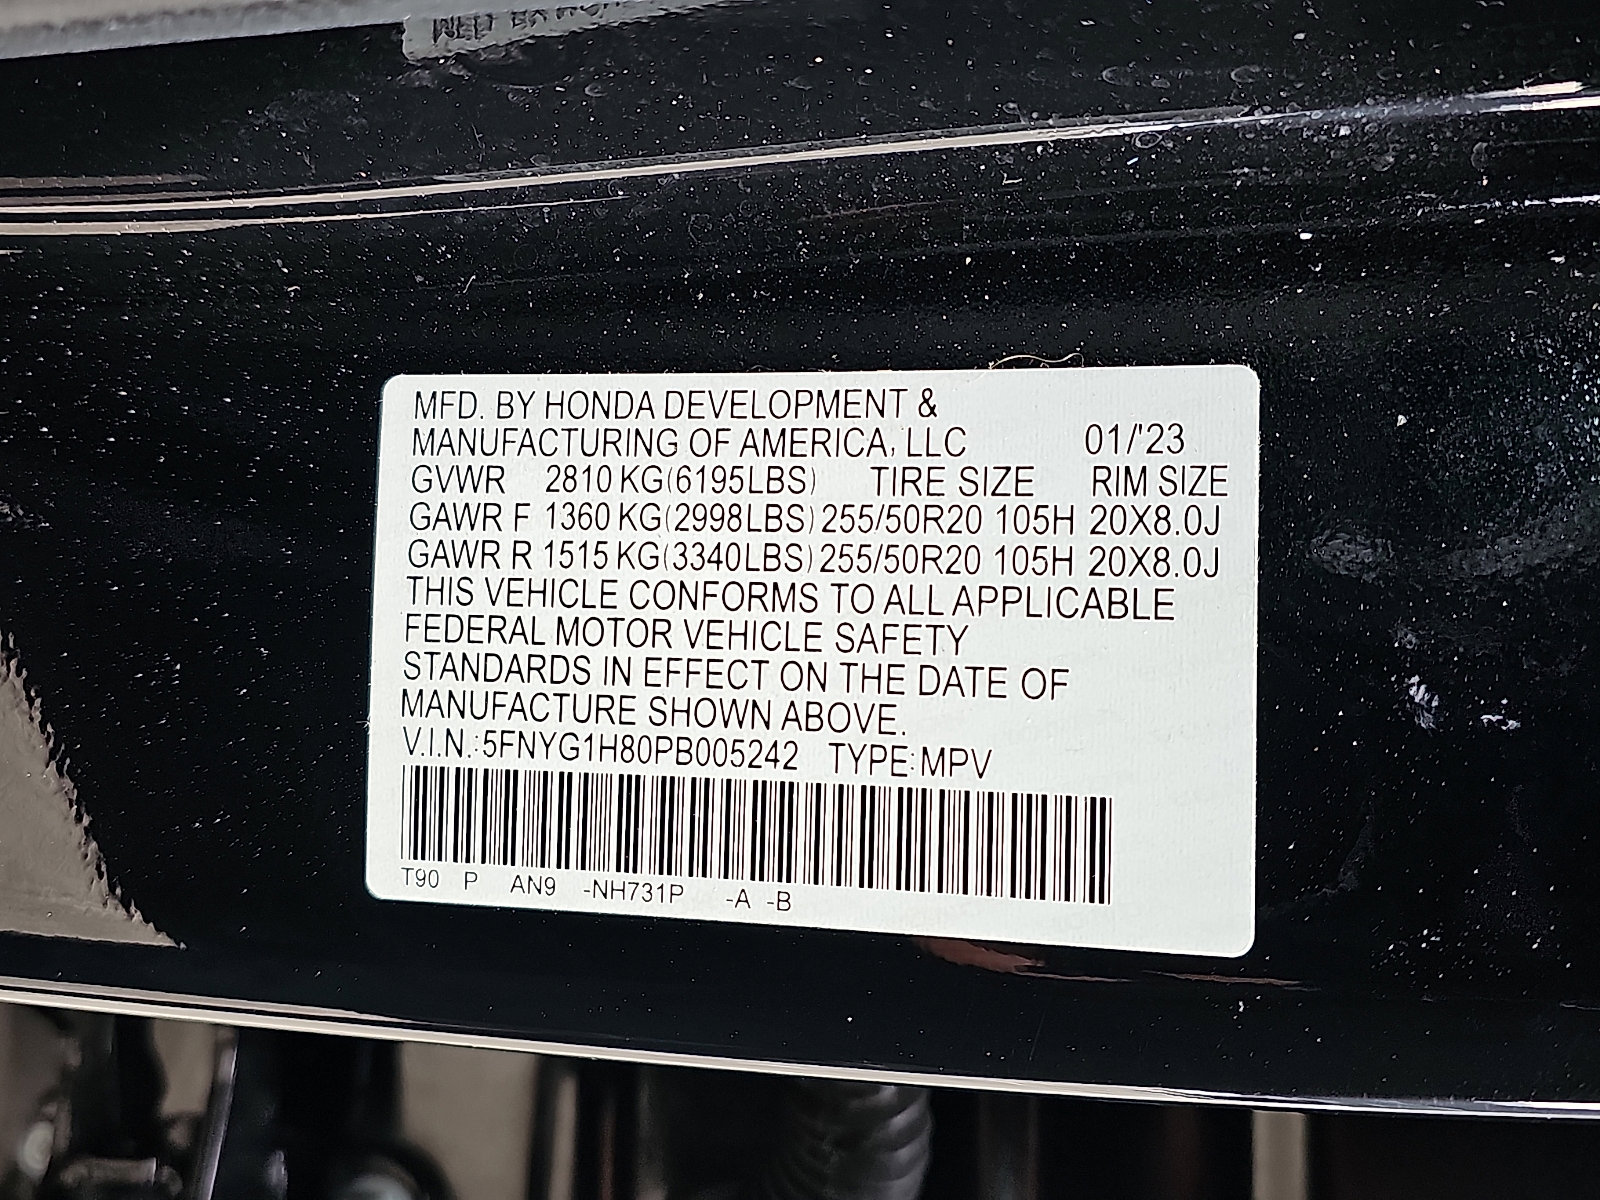 MFD. BY HONDA DEVELOPMENT &
MANUFACTURING OF AMERICA, LLC 01/'23
GVWR 2810 KG(6195LBS) TIRE SIZE RIM SIZE
GAWR F 1360 KG(2998LBS) 255/50R20 105H 20X8.0J
GAWR R 1515 KG(3340LBS) 255/50R20 105H 20X8.0J
THIS VEHICLE CONFORMS TO ALL APPLICABLE
FEDERAL MOTOR VEHICLE SAFETY
STANDARDS IN EFFECT ON THE DATE OF
MANUFACTURE SHOWN ABOVE.
V.I.N.:5FNYG1H80PB005242 TYPE:MPV
T90 P AN9 -NH731P -A -B